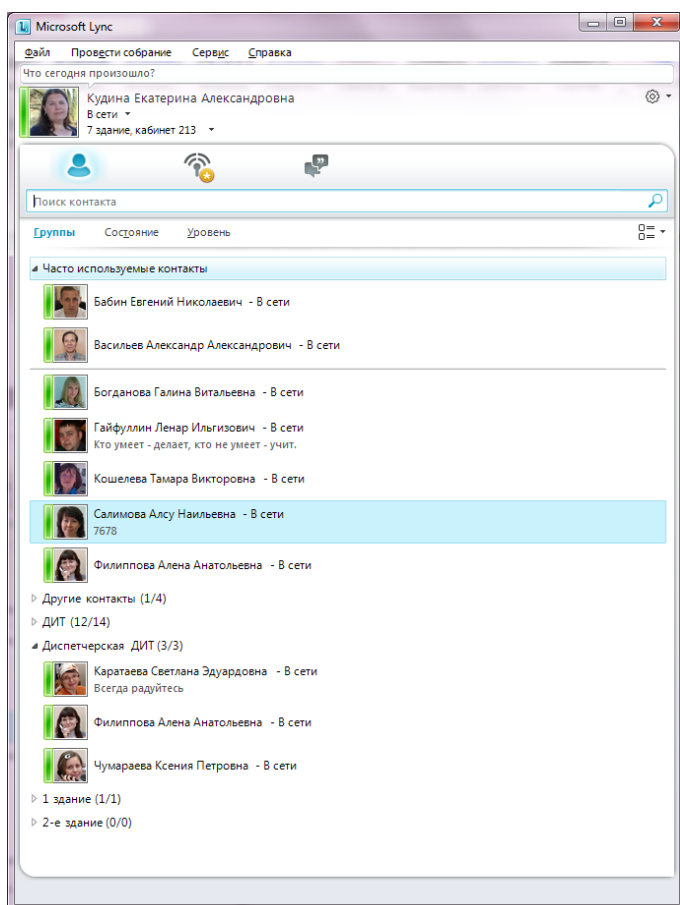 Microsoft Lync
Файл Провести собрание Сервис Справка
Что сегодня произошло?
Кудина Екатерина Александровна
В сети
7 здание, кабинет 213
Поиск контакта
Группы Состояние Уровень
Часто используемые контакты
Бабин Евгений Николаевич - В сети
Васильев Александр Александрович - В сети
Богданова Галина Витальевна - В сети
Гайфуллин Ленар Ильгизович - В сети
Кто умеет - делает, кто не умеет - учит.
Кошелева Тамара Викторовна - В сети
Салимова Алсу Наильевна - В сети
7678
Филиппова Алена Анатольевна - В сети
Другие контакты (1/4)
ДИТ (12/14)
Диспетчерская ДИТ (3/3)
Каратаева Светлана Эдуардовна - В сети
Всегда радуйтесь
Филиппова Алена Анатольевна - В сети
Чумараева Ксения Петровна - В сети
1 здание (1/1)
2-е здание (0/0)